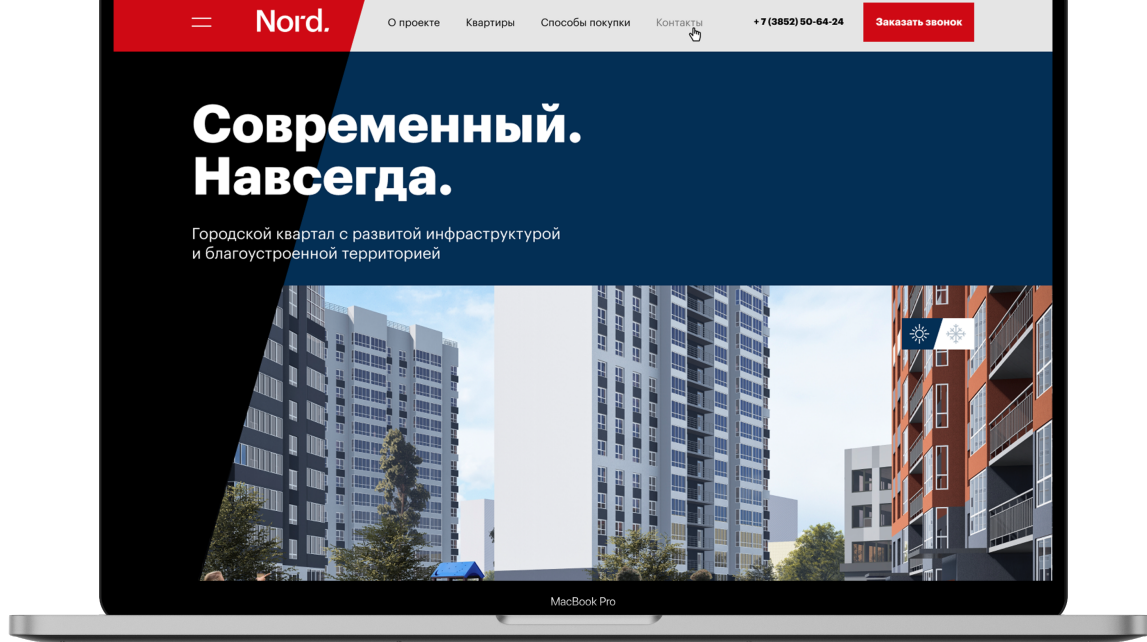 Nord.
О проекте Квартиры Способы покупки Контакты + 7 (3852) 50-64-24 Заказать звонок
Современный.
Навсегда.
Городской квартал с развитой инфраструктурой
и благоустроенной территорией
MacBook Pro